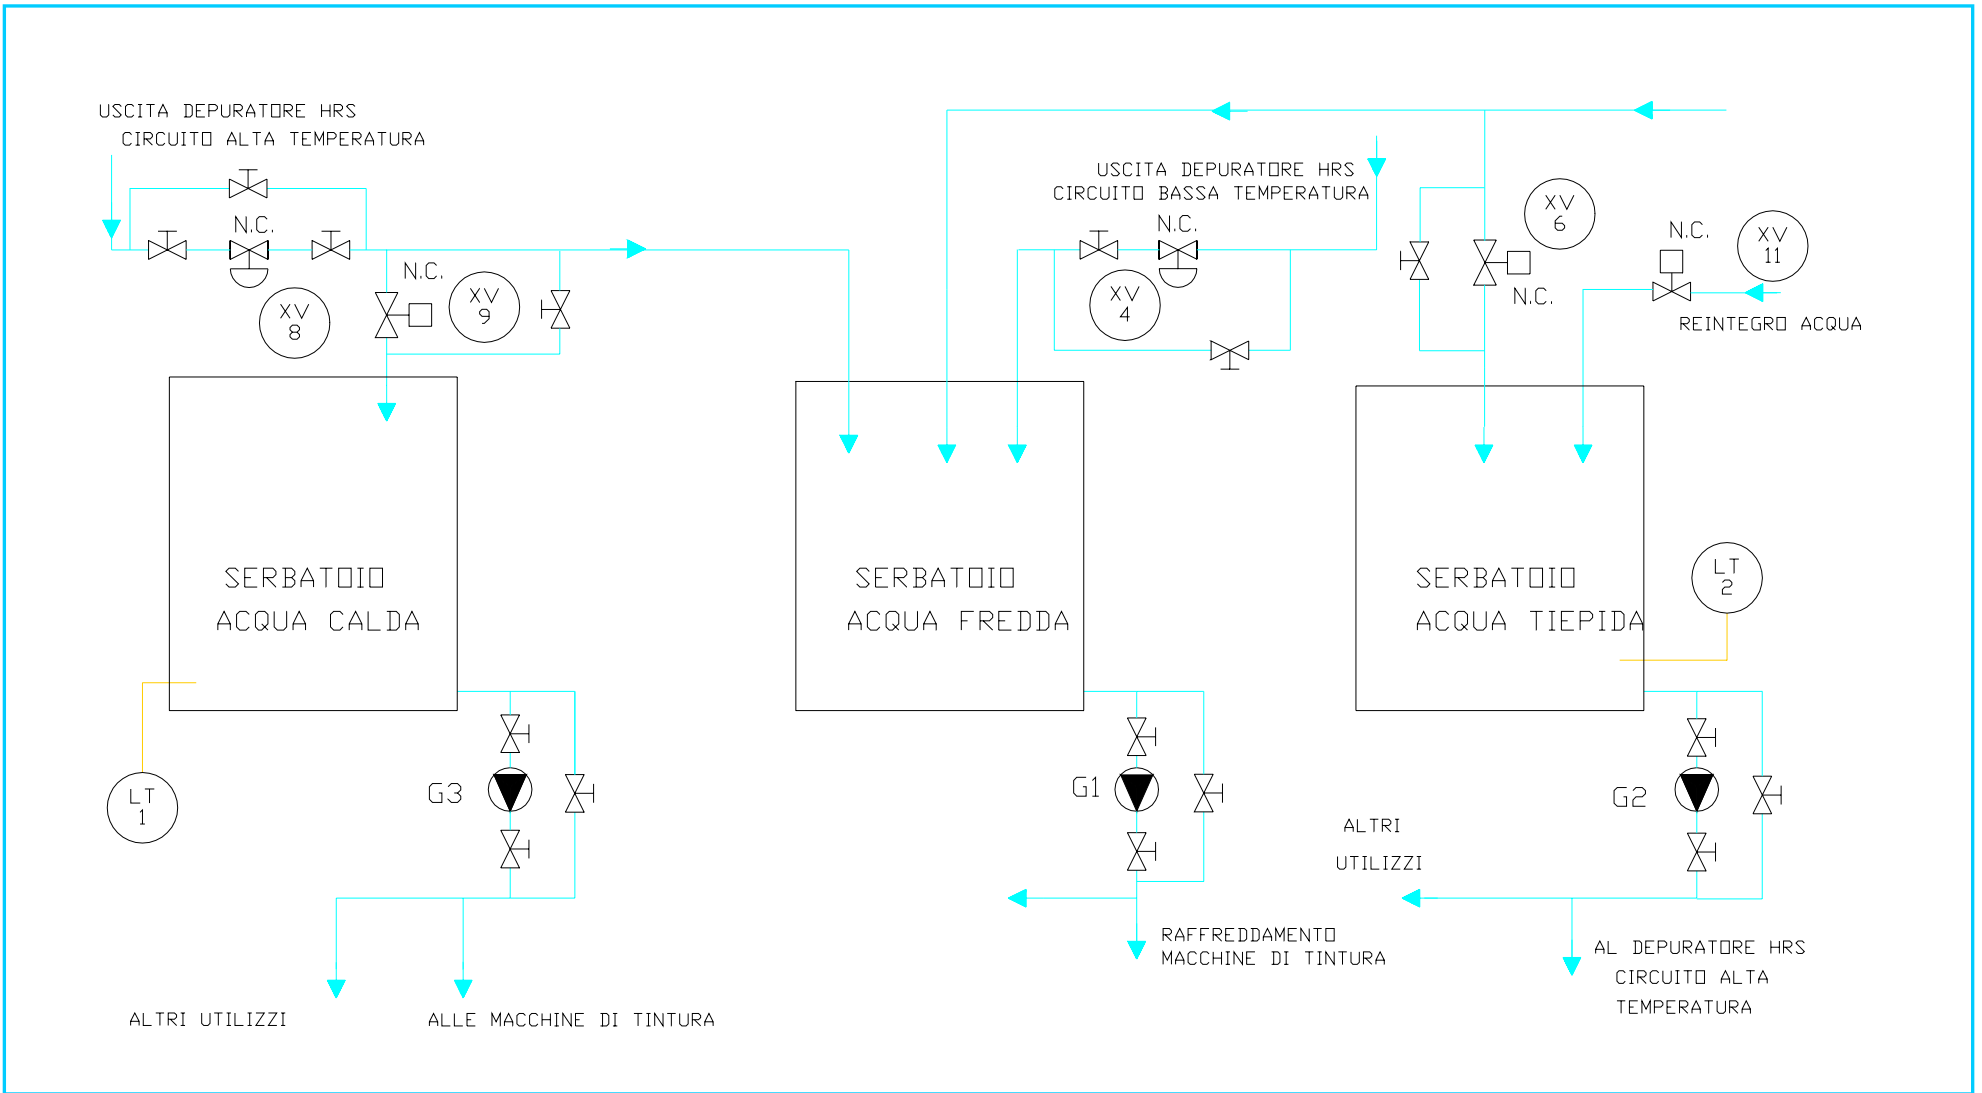 USCITA DEPURATORE HRS
CIRCUITO ALTA TEMPERATURA
N.C.
XV
8
N.C.
XV
9
USCITA DEPURATORE HRS
CIRCUITO BASSA TEMPERATURA
N.C.
XV
4
XV
6
N.C.
N.C.
XV
11
REINTEGRO ACQUA
SERBATOIO
ACQUA CALDA
SERBATOIO
ACQUA FREDDA
SERBATOIO
ACQUA TIEPIDA
LT
2
LT
1
G3
G1
G2
ALTRI
UTILIZZI
RAFFREDDAMENTO
MACCHINE DI TINTURA
AL DEPURATORE HRS
CIRCUITO ALTA
TEMPERATURA
ALTRI UTILIZZI
ALLE MACCHINE DI TINTURA